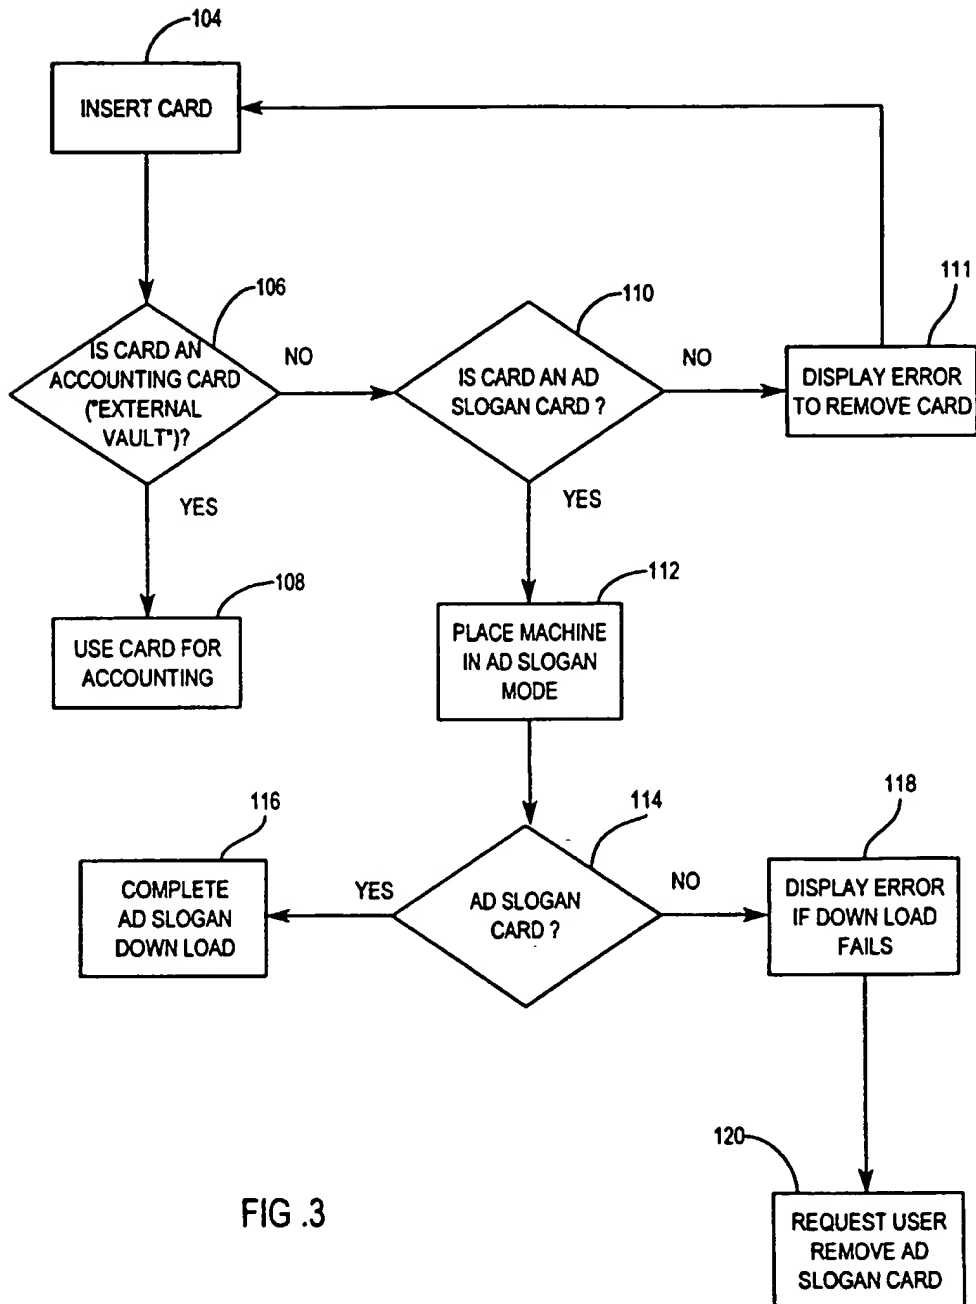 104
INSERT CARD
106
IS CARD AN
ACCOUNTING CARD
("EXTERNAL
VAULT")?
NO
YES
110
IS CARD AN AD
SLOGAN CARD ?
NO
YES
111
DISPLAY ERROR
TO REMOVE CARD
108
USE CARD FOR
ACCOUNTING
112
PLACE MACHINE
IN AD SLOGAN
MODE
114
AD SLOGAN
CARD ?
YES
NO
116
COMPLETE
AD SLOGAN
DOWN LOAD
118
DISPLAY ERROR
IF DOWN LOAD
FAILS
120
REQUEST USER
REMOVE AD
SLOGAN CARD
FIG .3